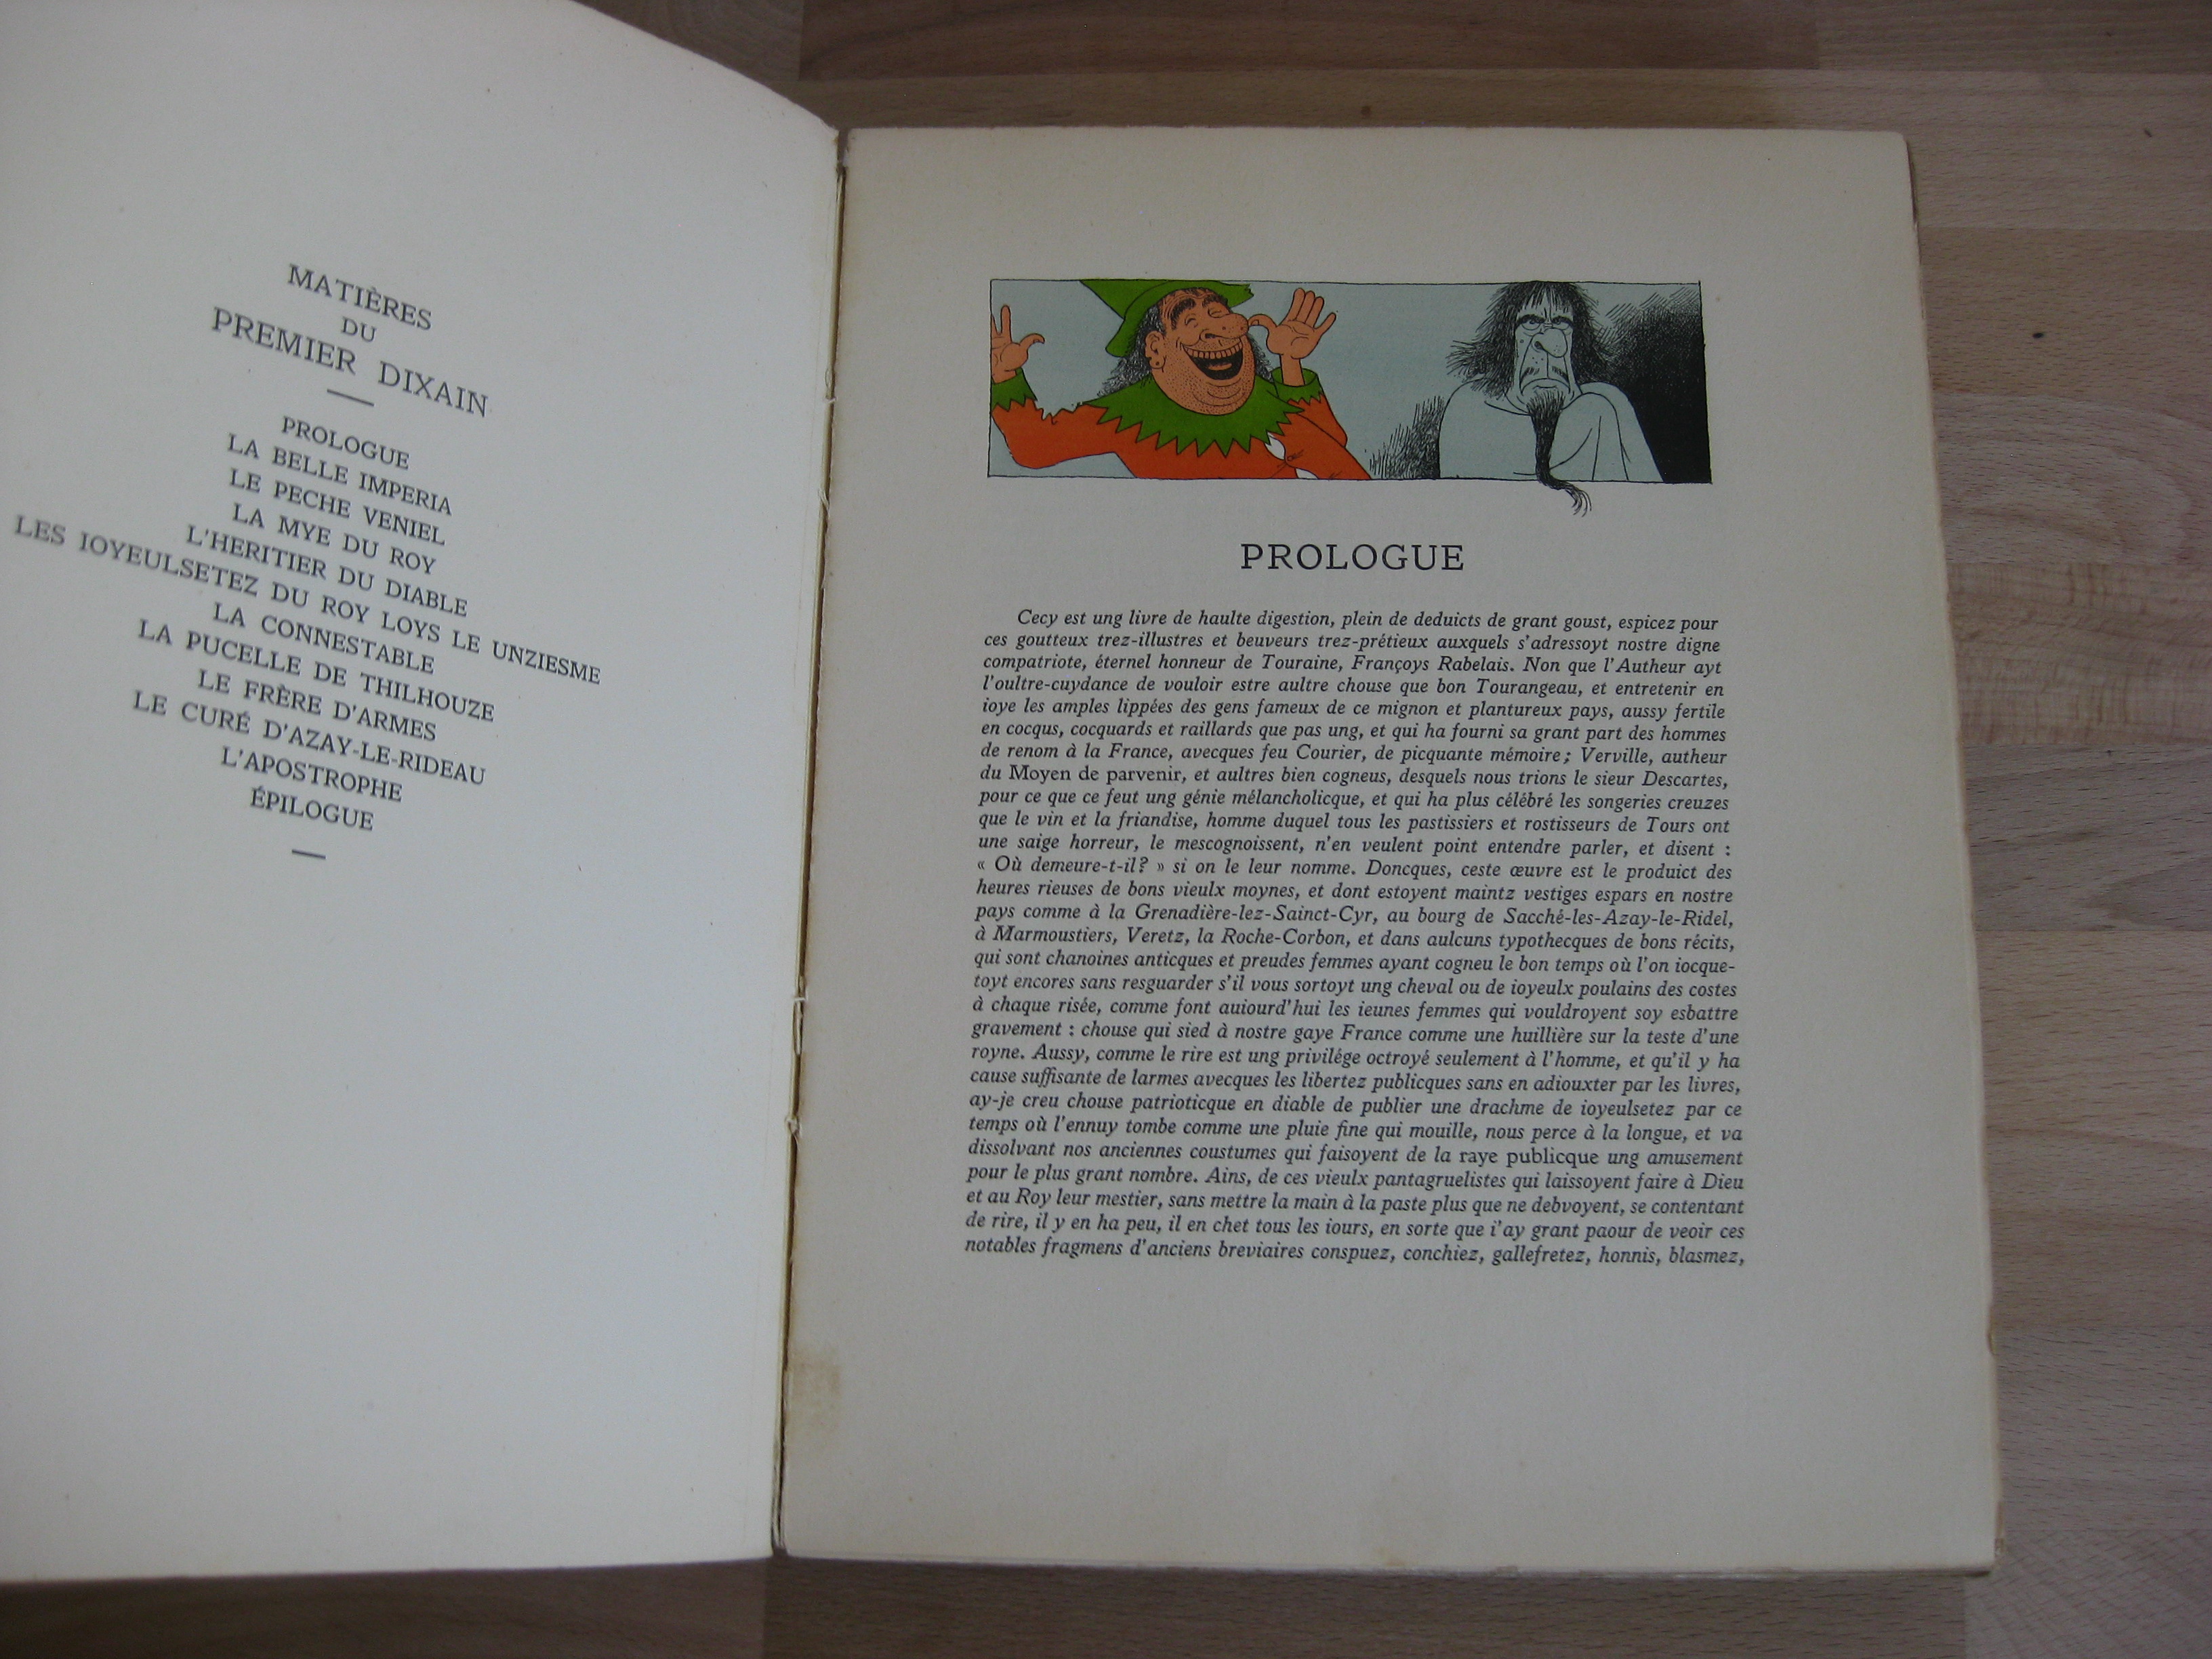 MATIÈRES
DU
PREMIER DIXAIN
PROLOGUE
LA BELLE IMPERIA
LE PECHE VENIEL
LA MYE DU ROY
L'HERITIER DU DIABLE
LES IOYEULSETEZ DU ROY LOYS LE UNZIESME
LA CONNESTABLE
LA PUCELLE DE THILHOUZE
LE FRÈRE D'ARMES
LE CURÉ D'AZAY-LE-RIDEAU
L'APOSTROPHE
ÉPILOGUE
PROLOGUE
Cecy est ung livre de haulte digestion, plein de deduicts de grant goust, espicez pour
ces goutteux trez-illustres et beuveurs trez-prétieux auxquels s'adressoyt nostre digne
compatriote, éternel honneur de Touraine, Françoys Rabelais. Non que l'Autheur ayt
l'oultre-cuydance de vouloir estre aultre chouse que bon Tourangeau, et entretenir en
ioye les amples lippées des gens fameux de ce mignon et plantureux pays, aussy fertile
en cocqus, cocquards et raillards que pas ung, et qui ha fourni sa grant part des hommes
de renom à la France, avecques feu Courier, de picquante mémoire ; Verville, autheur
du Moyen de parvenir, et aultres bien cogneus, desquels nous trions le sieur Descartes,
pour ce que ce feut ung génie mélancholicque, et qui ha plus célébré les songeries creuzes
que le vin et la friandise, homme duquel tous les pastissiers et rostisseurs de Tours ont
une saige horreur, le mescognoissent, n'en veulent point entendre parler, et disent :
« Où demeure-t-il? » si on le leur nomme. Doncques, ceste œuvre est le produict des
heures rieuses de bons vieulx moynes, et dont estoyent maintz vestiges espars en nostre
pays comme à la Grenadière-lez-Sainct-Cyr, au bourg de Sacché-les-Azay-le-Ridel,
à Marmoustiers, Veretz, la Roche-Corbon, et dans aulcuns typothecques de bons récits,
qui sont chanoines anticques et preudes femmes ayant cogneu le bon temps où l'on iocque-
toyt encores sans resguarder s'il vous sortoyt ung cheval ou de ioyeulx poulains des costes
à chaque risée, comme font auiourd'hui les ieunes femmes qui vouldroyent soy esbattre
gravement : chouse qui sied à nostre gaye France comme une huillière sur la teste d'une
royne. Aussy, comme le rire est ung privilége octroyé seulement à l'homme, et qu'il y ha
cause suffisante de larmes avecques les libertez publicques sans en adiouxter par les livres,
ay-je creu chouse patrioticque en diable de publier une drachme de ioyeulsetez par ce
temps où l'ennuy tombe comme une pluie fine qui mouille, nous perce à la longue, et va
dissolvant nos anciennes coustumes qui faisoyent de la raye publicque ung amusement
pour le plus grant nombre. Ains, de ces vieulx pantagruelistes qui laissoyent faire à Dieu
et au Roy leur mestier, sans mettre la main à la paste plus que ne debvoyent, se contentant
de rire, il y en ha peu, il en chet tous les iours, en sorte que i'ay grant paour de veoir ces
notables fragmens d'anciens breviaires conspuez, conchiez, gallefretez, honnis, blasmez,